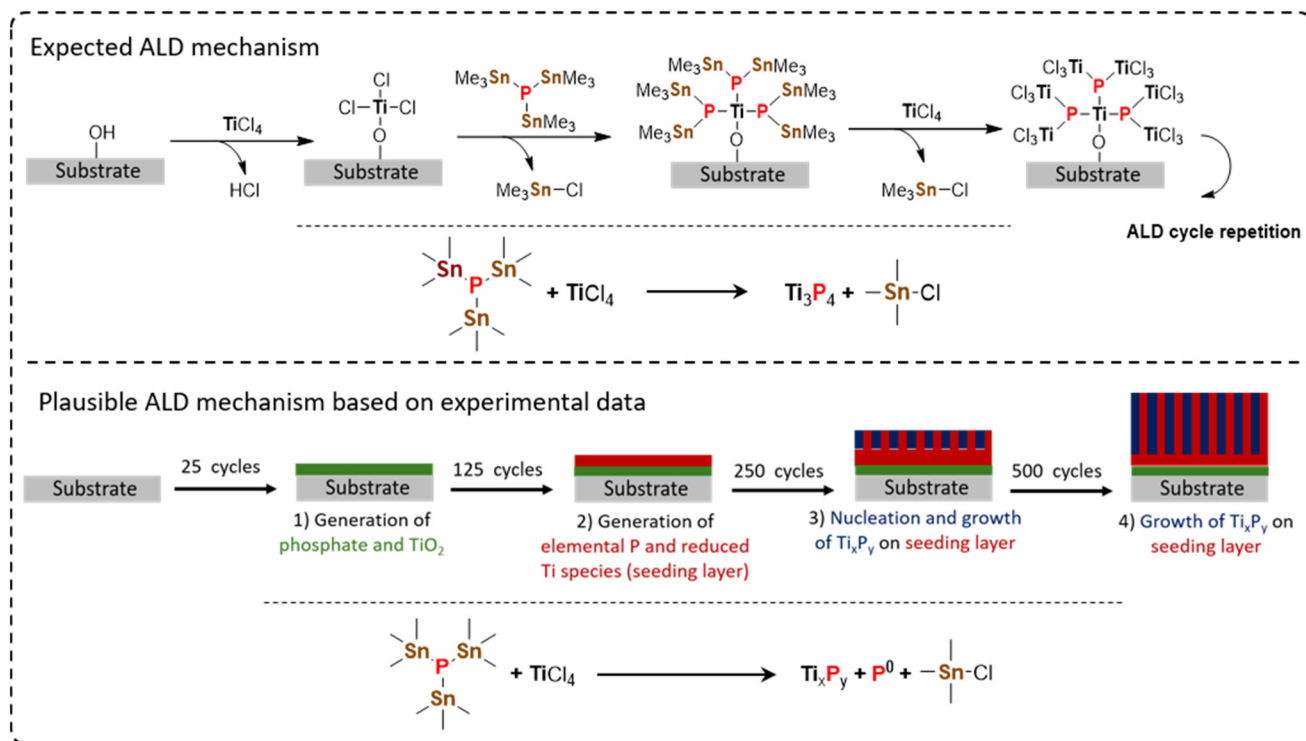 Expected ALD mechanism
OH
Substrate
TiCl₄
HCl
Cl
Cl–Ti–Cl
O
Substrate
Me₃Sn SnMe₃
P
SnMe₃
Me₃Sn–Cl
Me₃Sn SnMe₃
Me₃Sn P SnMe₃
P–Ti–P
Me₃Sn O SnMe₃
Substrate
TiCl₄
Me₃Sn–Cl
Cl₃Ti TiCl₃
Cl₃Ti P TiCl₃
P–Ti–P
Cl₃Ti O TiCl₃
Substrate
ALD cycle repetition
Sn Sn
P + TiCl₄ Ti₃P₄ + –Sn–Cl
Sn
Plausible ALD mechanism based on experimental data
Substrate
25 cycles
Substrate
1) Generation of
phosphate and TiO₂
125 cycles
Substrate
2) Generation of
elemental P and reduced
Ti species (seeding layer)
250 cycles
Substrate
3) Nucleation and growth
of TiₓPᵧ on seeding layer
500 cycles
Substrate
4) Growth of TiₓPᵧ on
seeding layer
Sn Sn
P + TiCl₄ TiₓPᵧ + P⁰ + –Sn–Cl
Sn